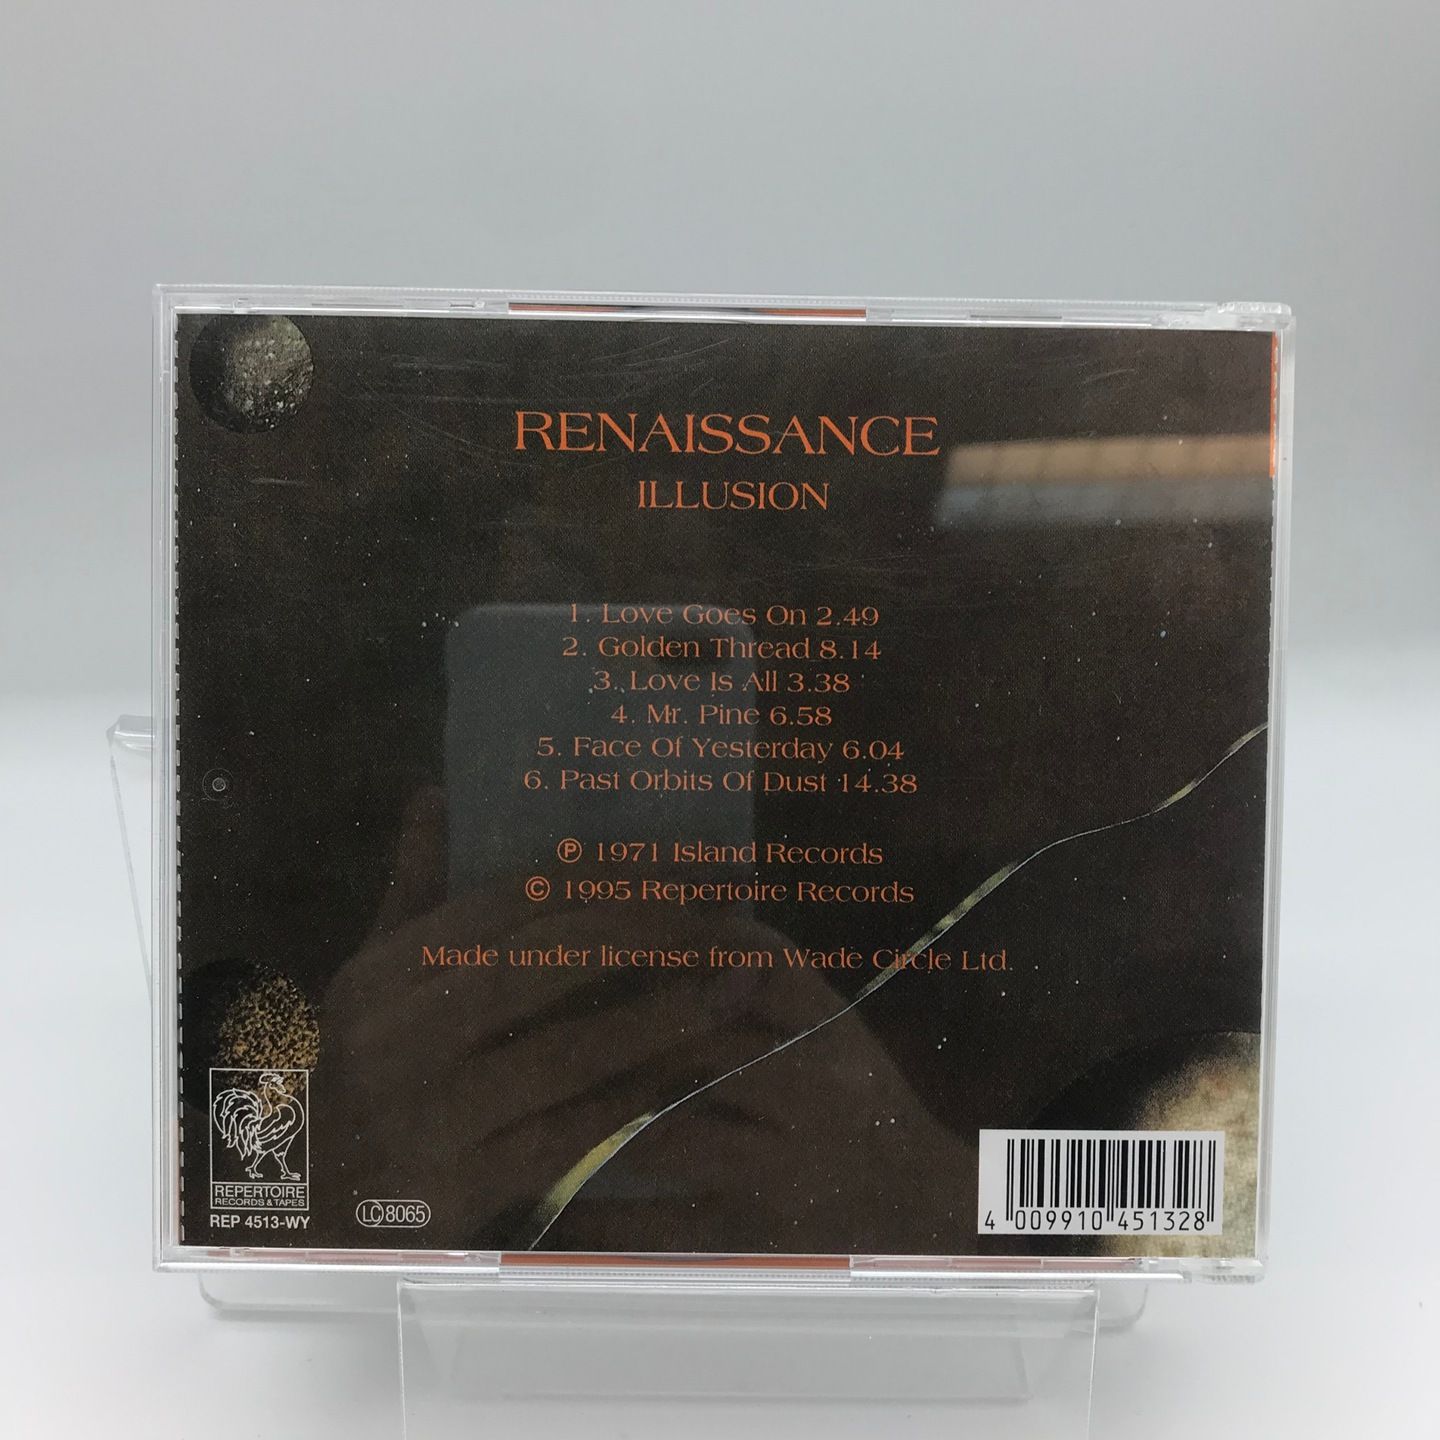 RENAISSANCE
ILLUSION
1. Love Goes On 2.49
2. Golden Thread 8.14
3. Love Is All 3.38
4. Mr. Pine 6.58
5. Face Of Yesterday 6.04
6. Past Orbits Of Dust 14.38
℗ 1971 Island Records
© 1995 Repertoire Records
Made under license from Wade Circle Ltd.
REPERTOIRE
RECORDS & TAPES
REP 4513-WY
LC 8065
4 009910 451328